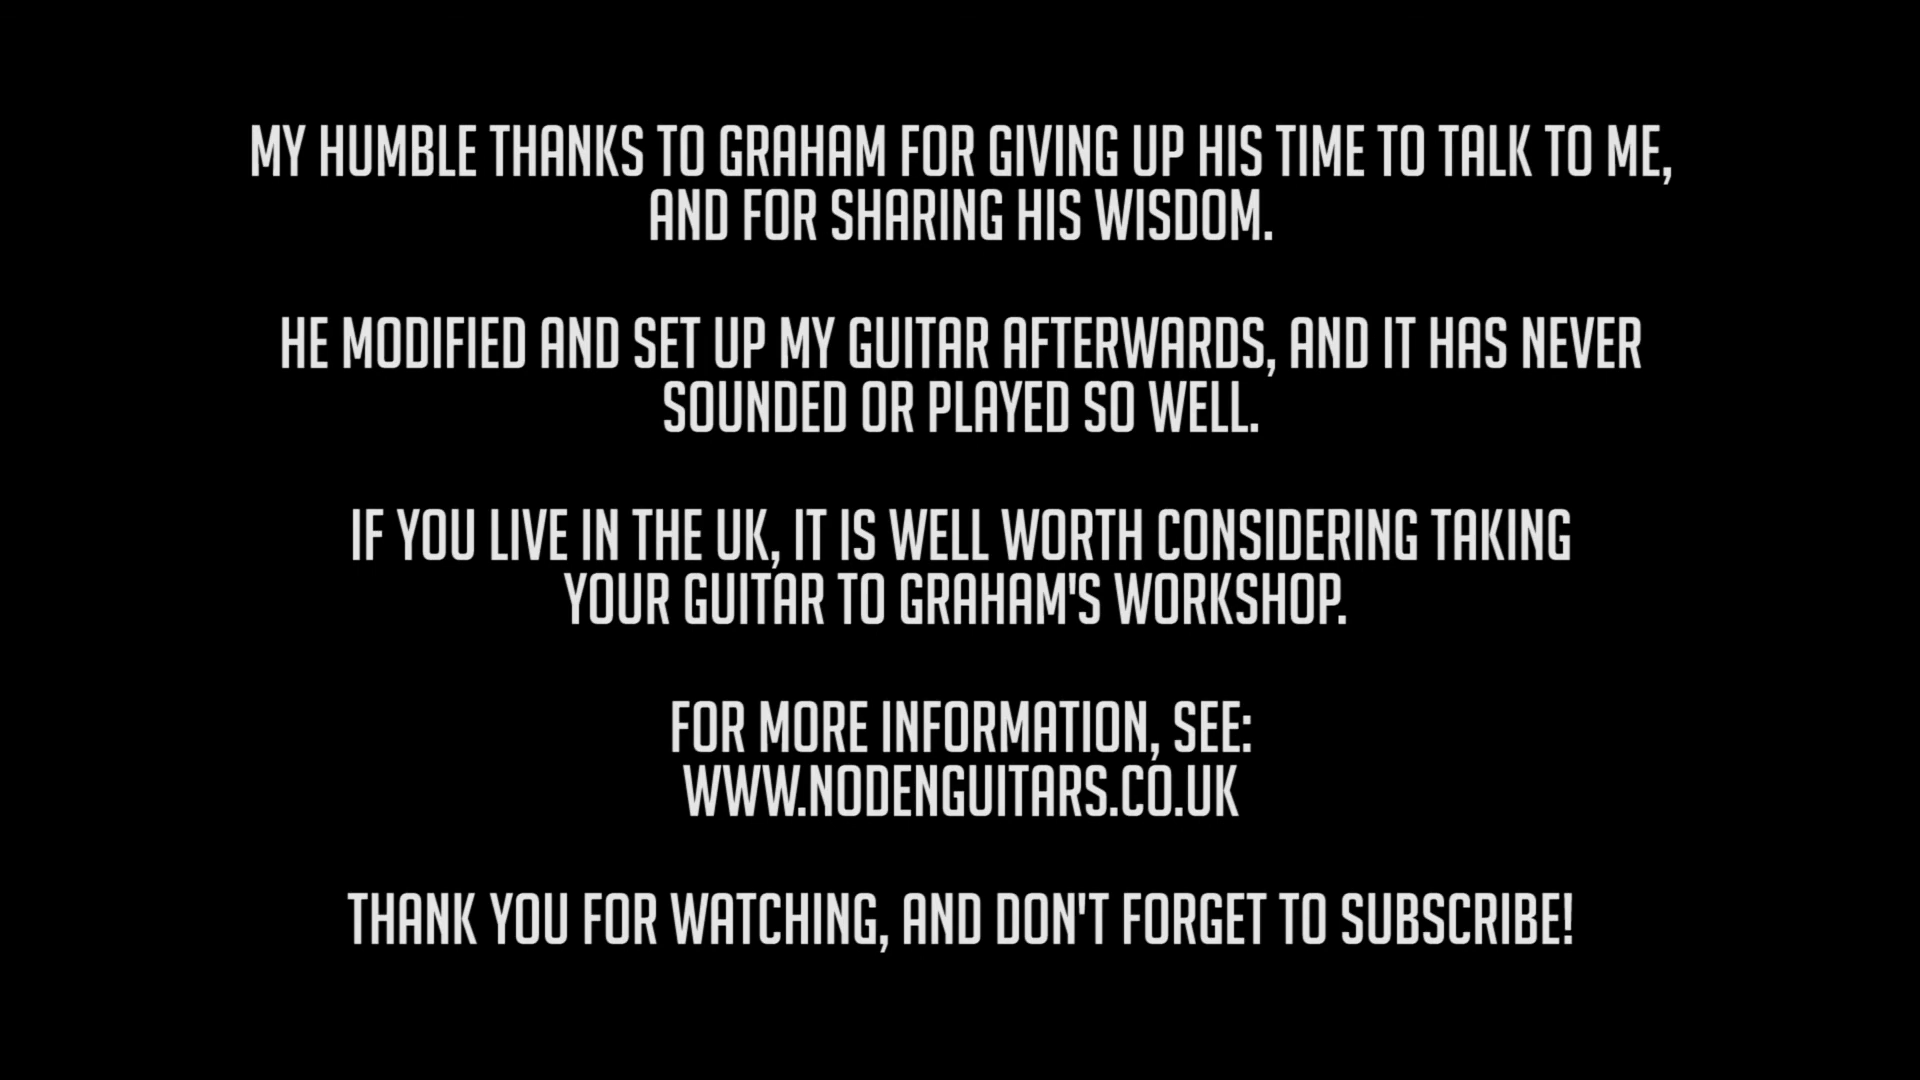 MY HUMBLE THANKS TO GRAHAM FOR GIVING UP HIS TIME TO TALK TO ME,
AND FOR SHARING HIS WISDOM.
HE MODIFIED AND SET UP MY GUITAR AFTERWARDS, AND IT HAS NEVER
SOUNDED OR PLAYED SO WELL.
IF YOU LIVE IN THE UK, IT IS WELL WORTH CONSIDERING TAKING
YOUR GUITAR TO GRAHAM'S WORKSHOP.
FOR MORE INFORMATION, SEE:
WWW.NODENGUITARS.CO.UK
THANK YOU FOR WATCHING, AND DON'T FORGET TO SUBSCRIBE!